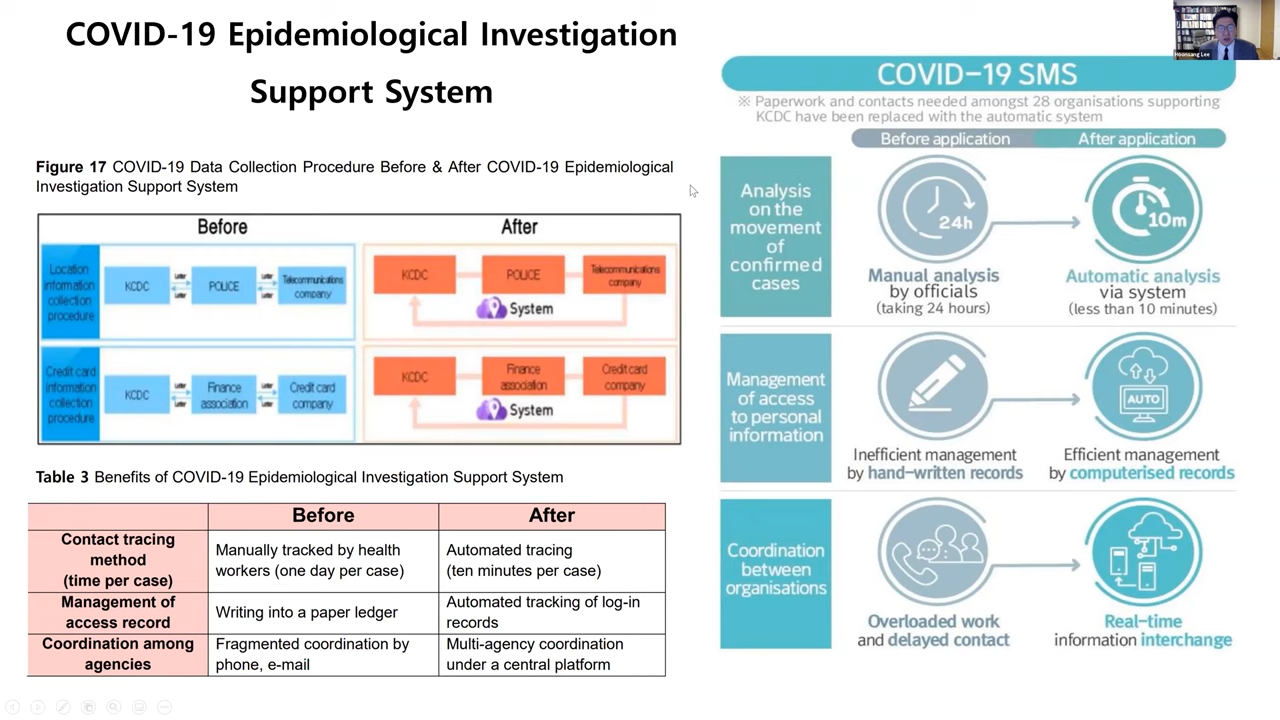 COVID-19 Epidemiological Investigation
Support System
Figure 17 COVID-19 Data Collection Procedure Before & After COVID-19 Epidemiological
Investigation Support System
Before
After
Location
information
collection
procedure
KCDC
Letter
Letter
POLICE
Letter
Letter
Telecommunications
company
KCDC
POLICE
Telecommunications
company
System
Credit card
information
collection
procedure
KCDC
Letter
Letter
Finance
association
Letter
Letter
Credit card
company
KCDC
Finance
association
Credit card
company
System
Table 3 Benefits of COVID-19 Epidemiological Investigation Support System
Before
After
Contact tracing
method
(time per case)
Manually tracked by health
workers (one day per case)
Automated tracing
(ten minutes per case)
Management of
access record
Writing into a paper ledger
Automated tracking of log-in
records
Coordination among
agencies
Fragmented coordination by
phone, e-mail
Multi-agency coordination
under a central platform
Hoonsang Lee
COVID-19 SMS
※ Paperwork and contacts needed amongst 28 organisations supporting
KCDC have been replaced with the automatic system
Before application
After application
Analysis
on the
movement
of
confirmed
cases
24h
Manual analysis
by officials
(taking 24 hours)
10m
Automatic analysis
via system
(less than 10 minutes)
Management
of access
to personal
information
Inefficient management
by hand-written records
AUTO
Efficient management
by computerised records
Coordination
between
organisations
Overloaded work
and delayed contact
Real-time
information interchange